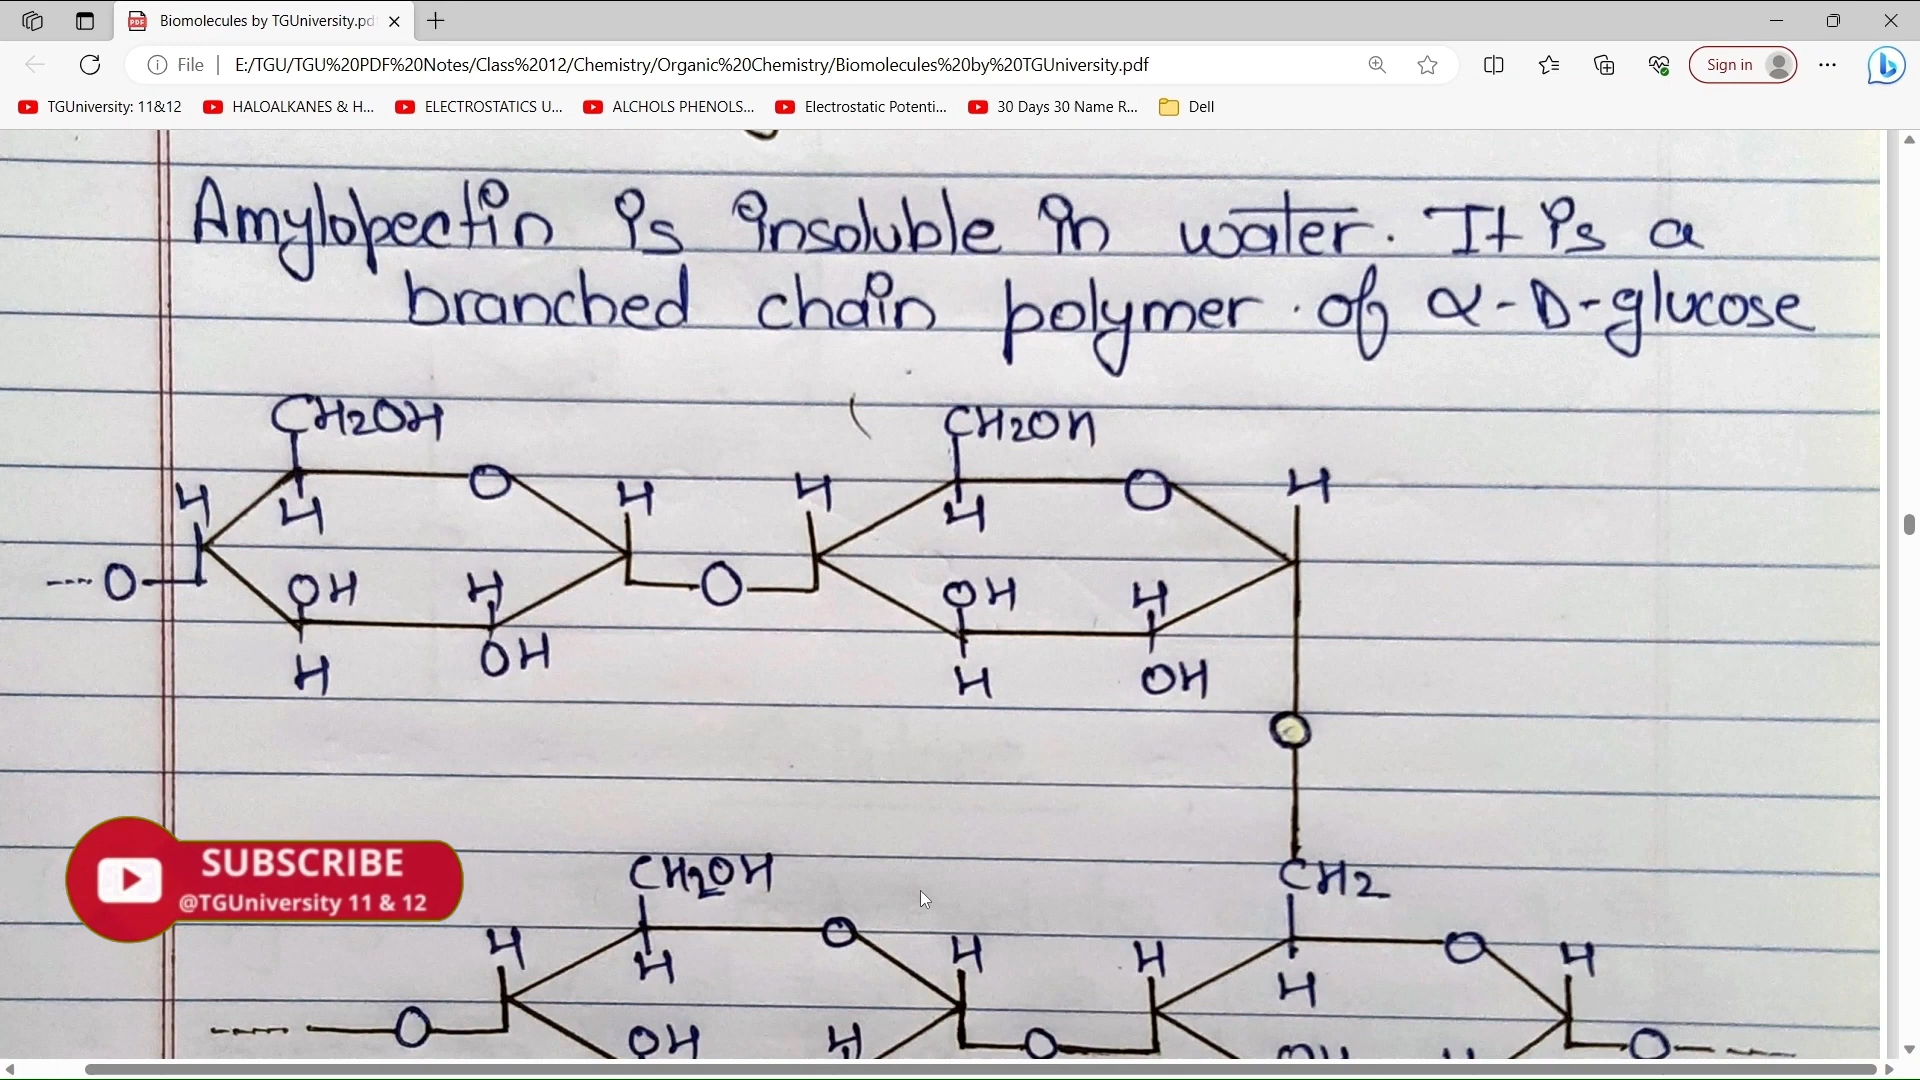 Biomolecules by TGUniversity.pd
File
E:/TGU/TGU%20PDF%20Notes/Class%2012/Chemistry/Organic%20Chemistry/Biomolecules%20by%20TGUniversity.pdf
Sign in
TGUniversity: 11&12
HALOALKANES & H...
ELECTROSTATICS U...
ALCHOLS PHENOLS...
Electrostatic Potenti...
30 Days 30 Name R...
Dell
Amylopectin is insoluble in water. It is a
branched chain polymer of α-D-glucose
CH2OH CH2OH
H O H H O H
H H
O OH H O OH H
H OH H OH
O
SUBSCRIBE
@TGUniversity 11 & 12
CH2OH CH2
H O H H O H
H H
O OH H O OH H O